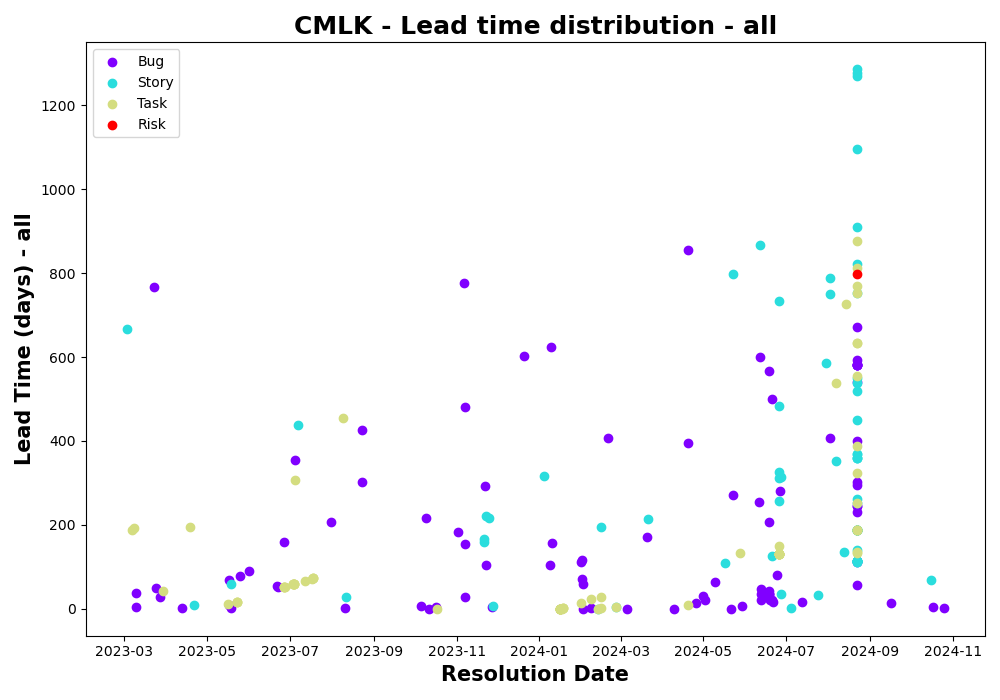 CMLK - Lead time distribution - all
Bug
Story
Task
Risk
Lead Time (days) - all
1200
1000
800
600
400
200
0
2023-03 2023-05 2023-07 2023-09 2023-11 2024-01 2024-03 2024-05 2024-07 2024-09 2024-11
Resolution Date